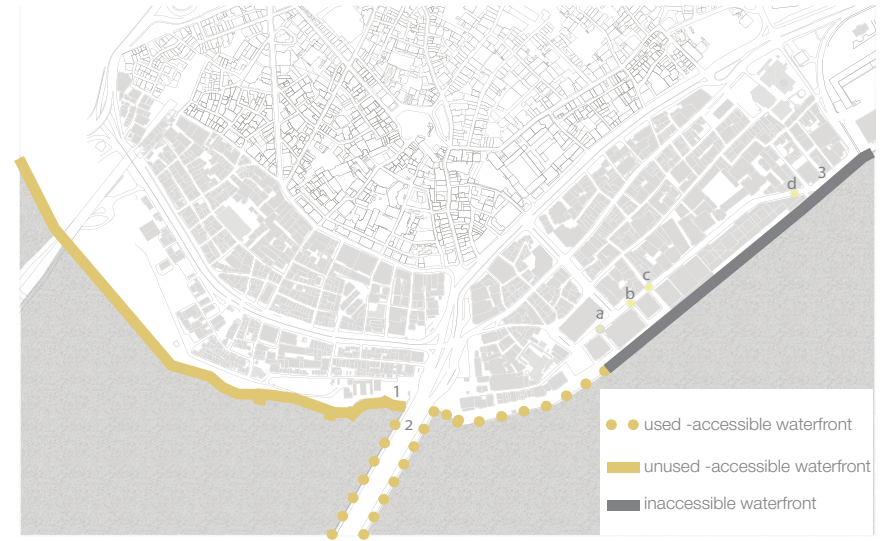 d
3
c
b
a
1
2
used -accessible waterfront
unused -accessible waterfront
inaccessible waterfront